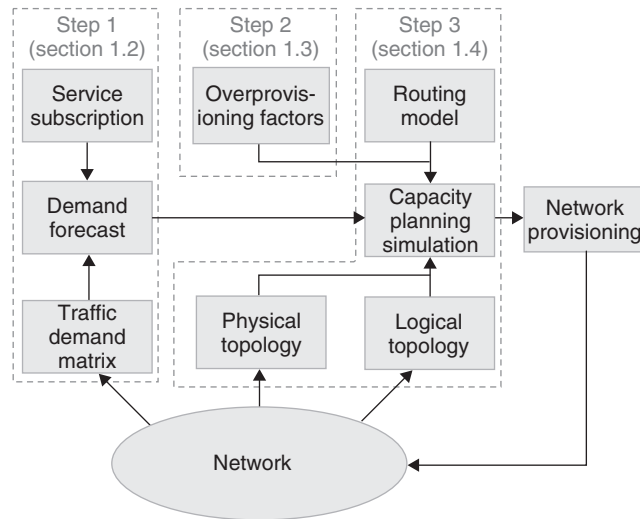 Step 1
(section 1.2)
Step 2
(section 1.3)
Step 3
(section 1.4)
Service
subscription
Overprovis-
ioning factors
Routing
model
Demand
forecast
Capacity
planning
simulation
Network
provisioning
Traffic
demand
matrix
Physical
topology
Logical
topology
Network